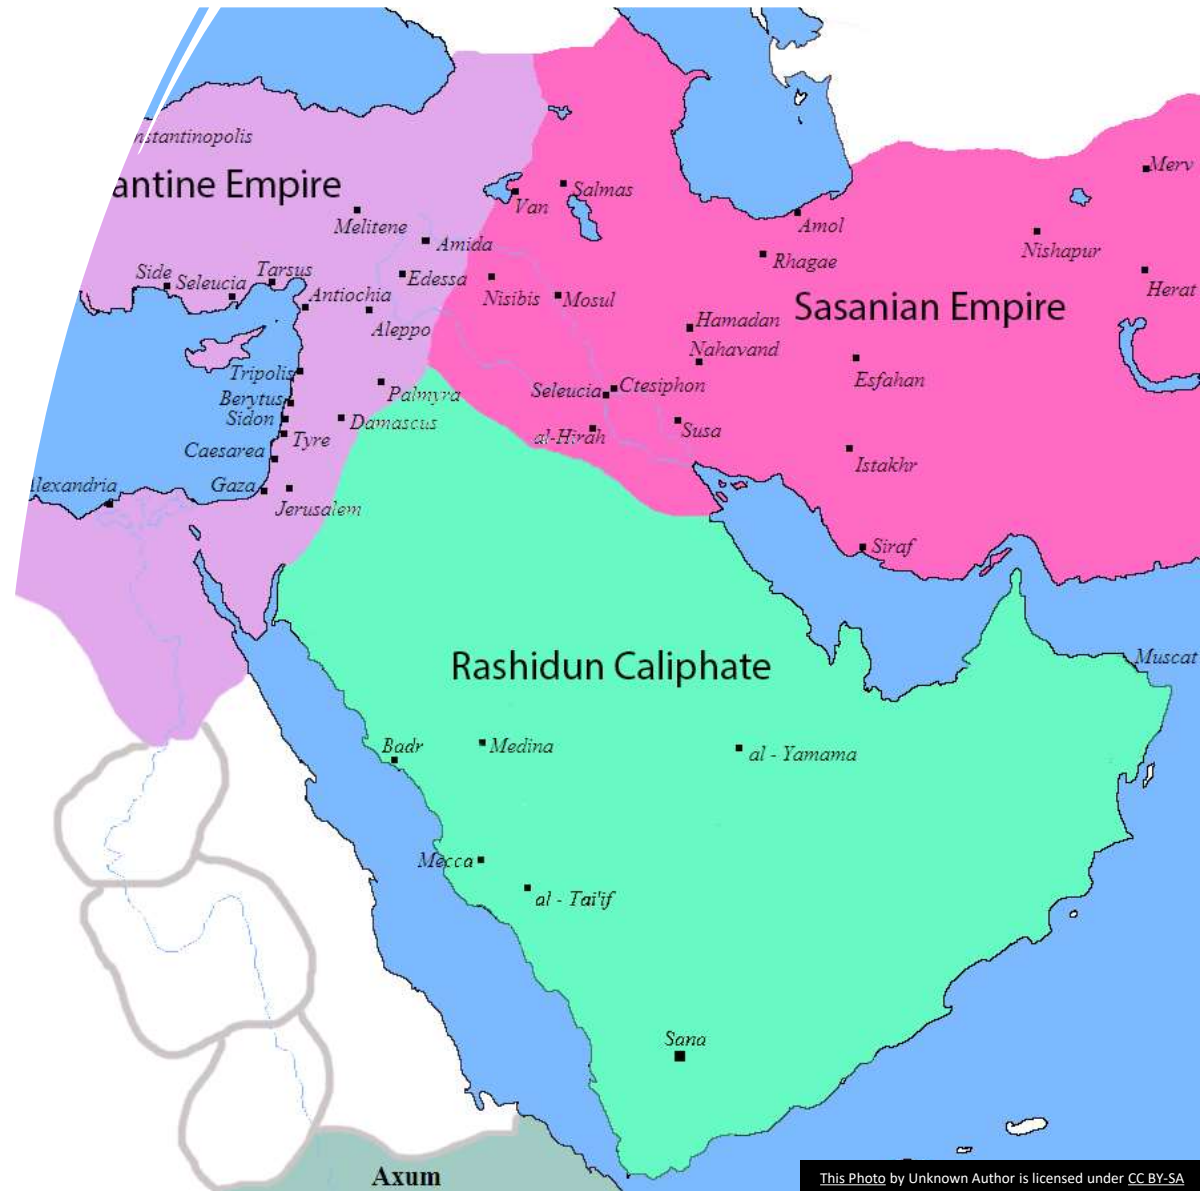 nstantinopolis
antine Empire
Merv
Salmas
Van
Melitene
Amol
Amida
Nishapur
Rhagae
Side
Seleucia
Tarsus
Edessa
Nisibis
Mosul
Herat
Antiochia
Aleppo
Sasanian Empire
Hamadan
Nahavand
Tripolis
Esfahan
Palmyra
Seleucia
Ctesiphon
Berytus
Sidon
Damascus
Tyre
al-Hirah
Susa
Caesarea
Istakhr
lexandria
Gaza
Jerusalem
Siraf
Rashidun Caliphate
Muscat
Badr
Medina
al - Yamama
Mecca
al - Tai'if
Sana
Axum
This Photo by Unknown Author is licensed under CC BY-SA